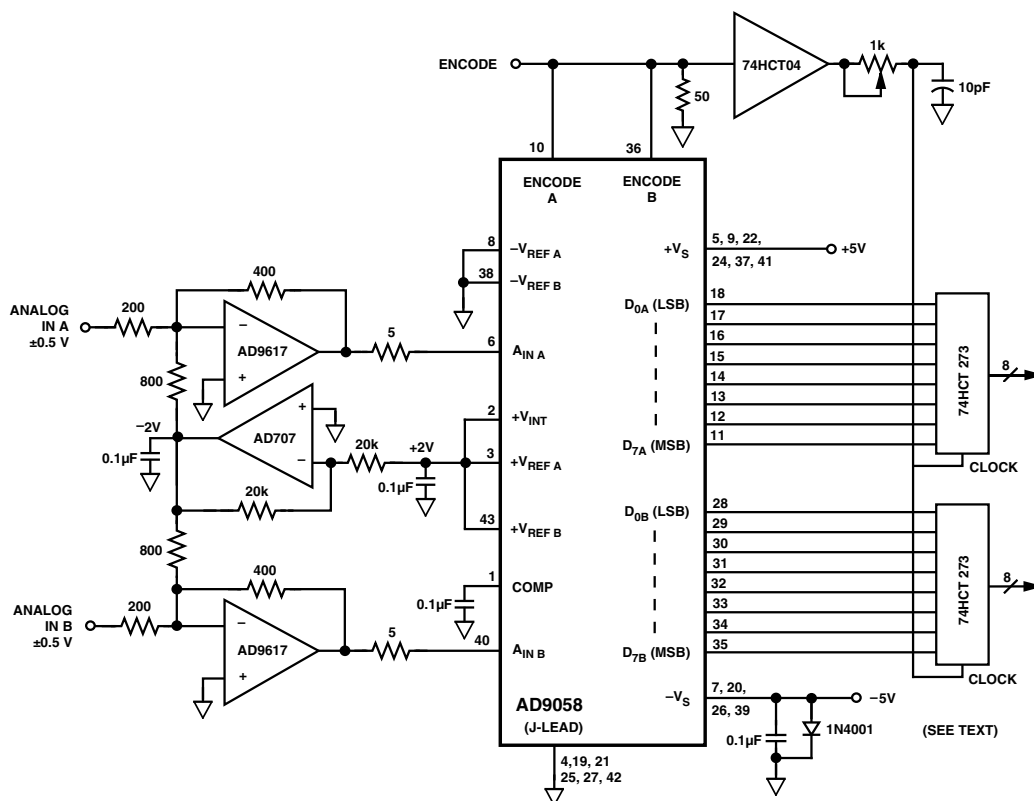 ENCODE
50
74HCT04
1k
10pF
10
36
ENCODE
A
ENCODE
B
8
–VREF A
38
–VREF B
+VS
5, 9, 22,
24, 37, 41
+5V
ANALOG
IN A
±0.5 V
200
400
–
AD9617
+
5
6
AIN A
800
–2V
0.1µF
AD707
+
–
20k
20k
+2V
0.1µF
2
+VINT
3
+VREF A
43
+VREF B
D0A (LSB)
18
17
16
15
14
13
12
D7A (MSB)
11
74HCT 273
8
CLOCK
800
400
1
COMP
0.1µF
ANALOG
IN B
±0.5 V
200
–
AD9617
+
5
40
AIN B
D0B (LSB)
28
29
30
31
32
33
34
D7B (MSB)
35
74HCT 273
8
CLOCK
AD9058
(J-LEAD)
–VS
7, 20,
26, 39
–5V
0.1µF
1N4001
(SEE TEXT)
4,19, 21
25, 27, 42